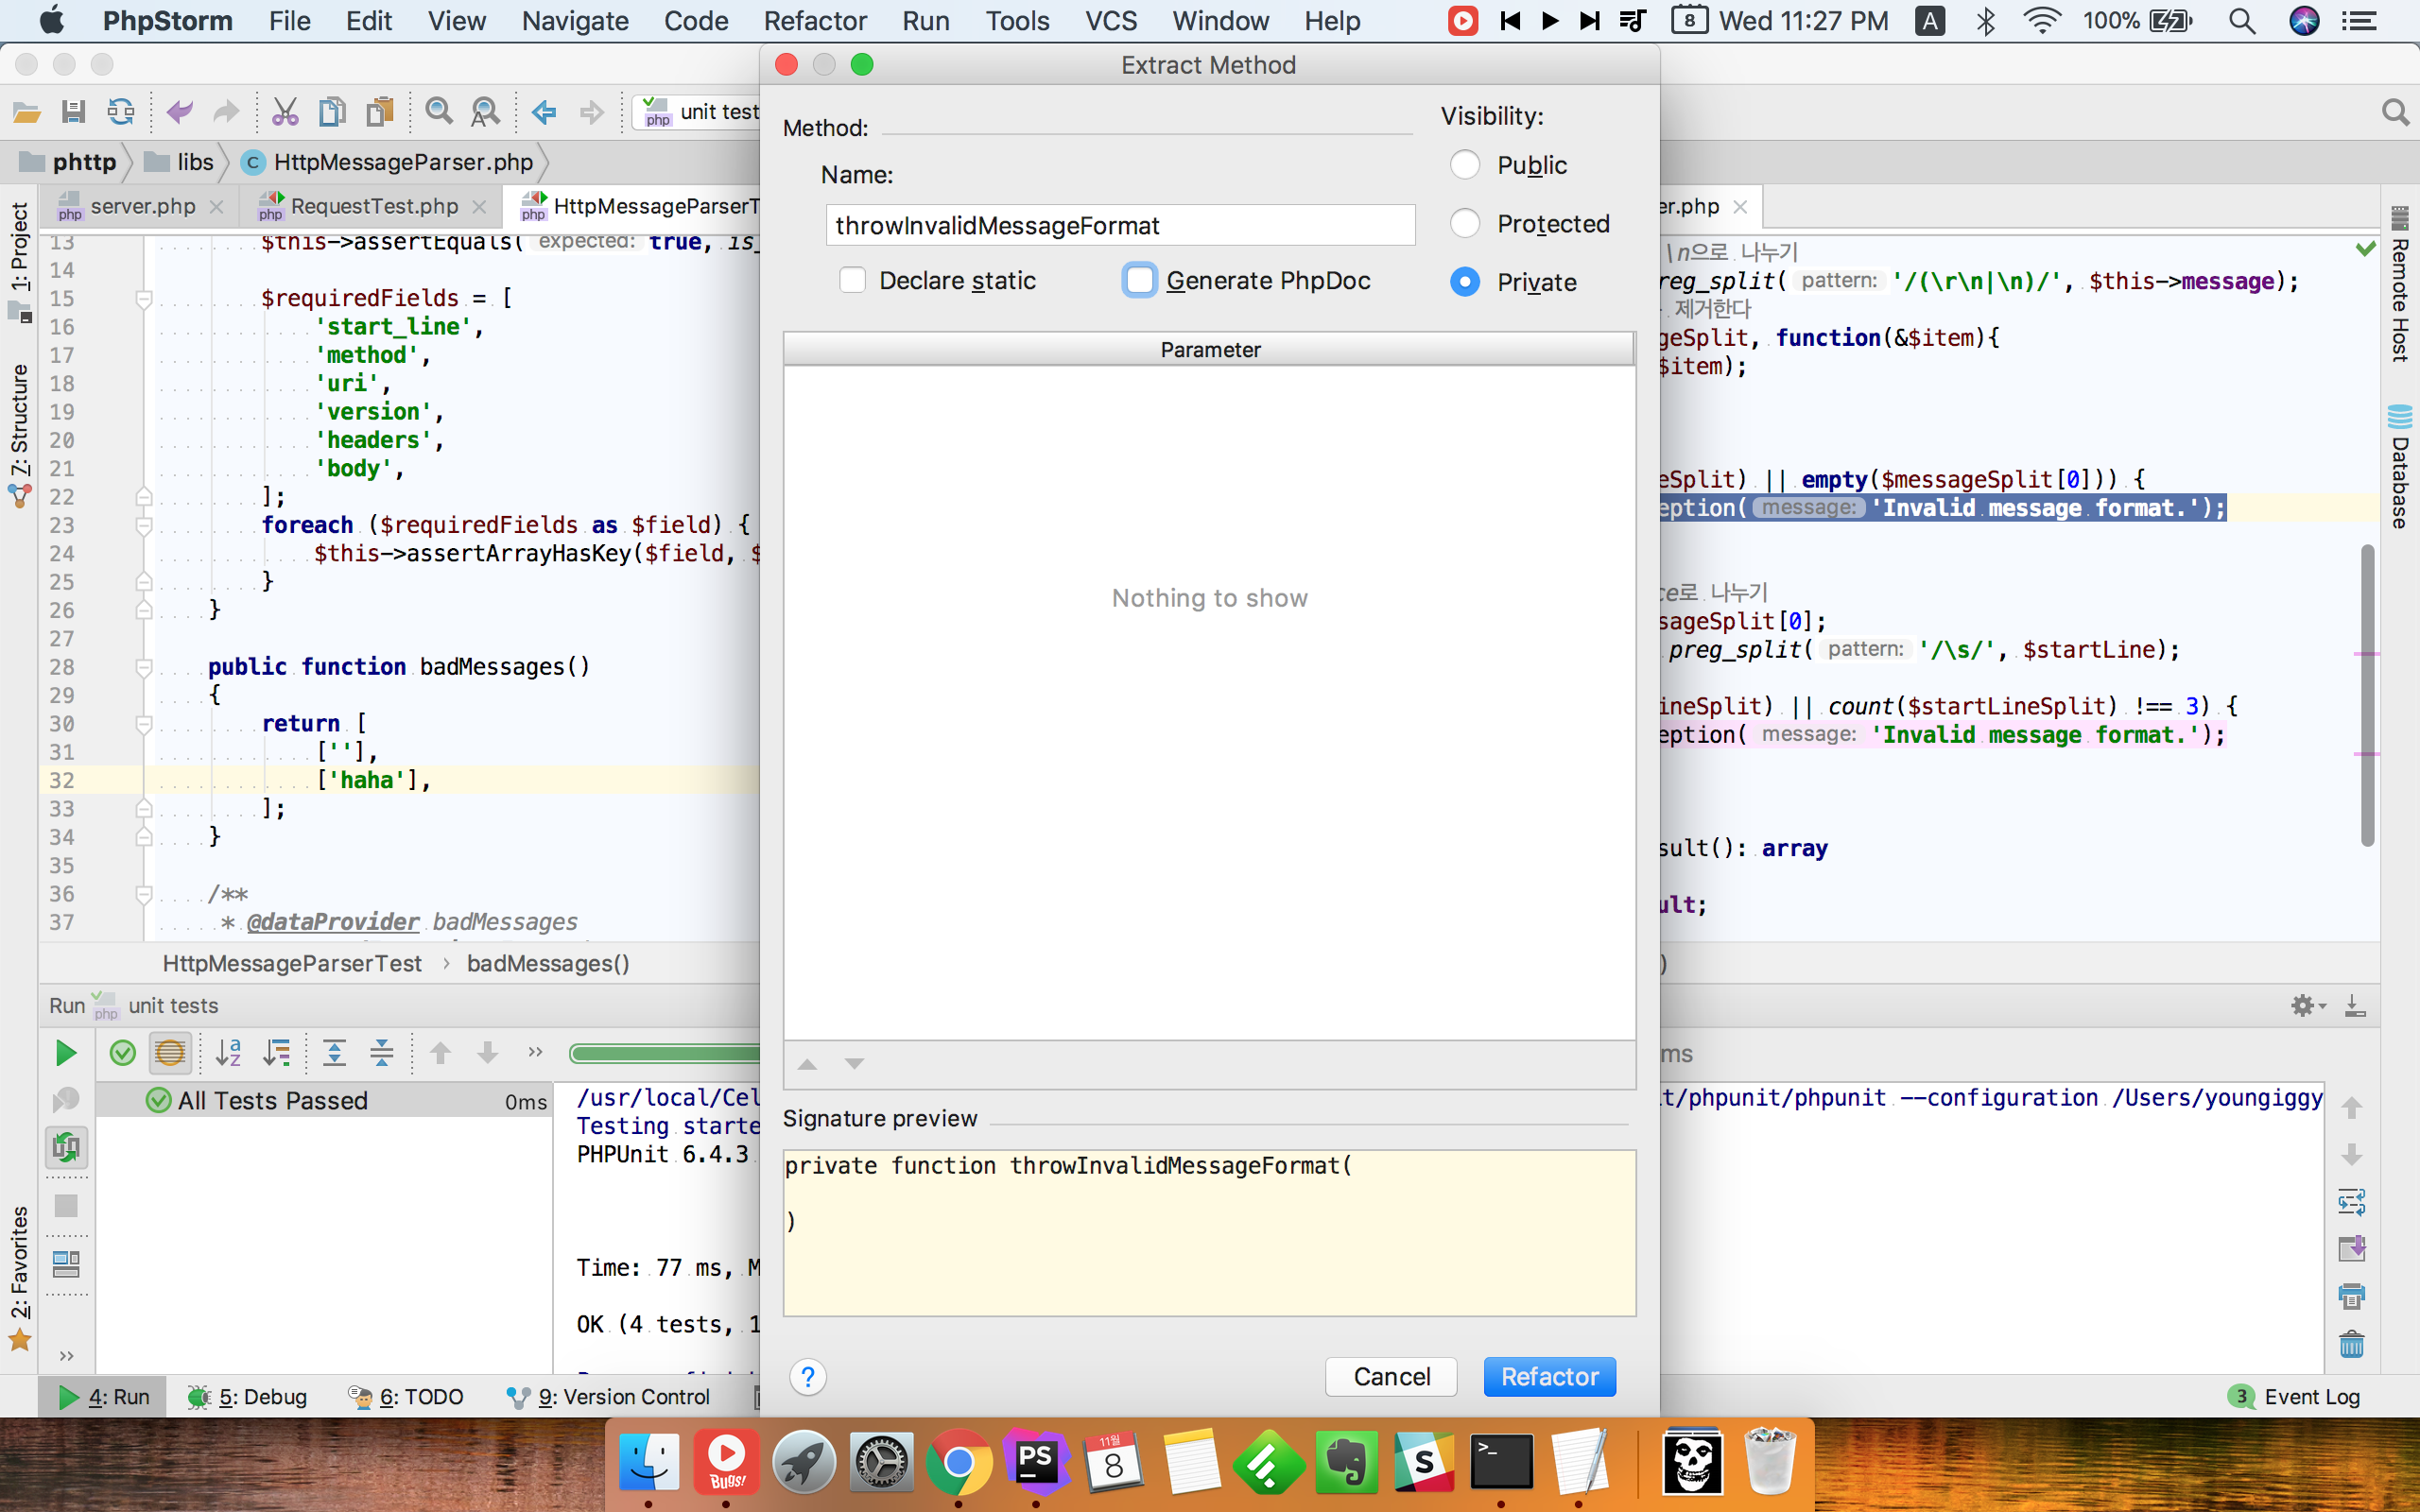 PhpStorm File Edit View Navigate Code Refactor Run Tools VCS Window Help 8 Wed 11:27 PM A 100%
Extract Method
php unit test
phttp libs C HttpMessageParser.php
php server.php RequestTest.php HttpMessageParserT er.php
Method:
Visibility:
Name:
throwInvalidMessageFormat
Public
Protected
Private
Declare static Generate PhpDoc
Parameter
Nothing to show
Signature preview
private function throwInvalidMessageFormat(
)
? Cancel Refactor
1: Project
7: Structure
2: Favorites
Remote Host
Database
13 $this->assertEquals( expected: true, is_
14
15 $requiredFields = [
16 'start_line',
17 'method',
18 'uri',
19 'version',
20 'headers',
21 'body',
22 ];
23 foreach ($requiredFields as $field) {
24 $this->assertArrayHasKey($field, $
25 }
26 }
27
28 public function badMessages()
29 {
30 return [
31 [''],
32 ['haha'],
33 ];
34 }
35
36 /**
37 * @dataProvider badMessages
HttpMessageParserTest › badMessages()
\n으로 나누기
reg_split( pattern: '/(\r\n|\n)/', $this->message);
제거한다
geSplit, function(&$item){
$item);
eSplit) || empty($messageSplit[0])) {
eption( message: 'Invalid message format.');
ce로 나누기
sageSplit[0];
preg_split( pattern: '/\s/', $startLine);
ineSplit) || count($startLineSplit) !== 3) {
eption( message: 'Invalid message format.');
sult(): array
ult;
)
Run php unit tests
ms
All Tests Passed 0ms
/usr/local/Cel
t/phpunit/phpunit --configuration /Users/youngiggy
Testing starte
PHPUnit 6.4.3
Time: 77 ms, M
OK (4 tests, 1
4: Run 5: Debug 6: TODO 9: Version Control 3 Event Log
Bugs! PS 11월 8 S >_